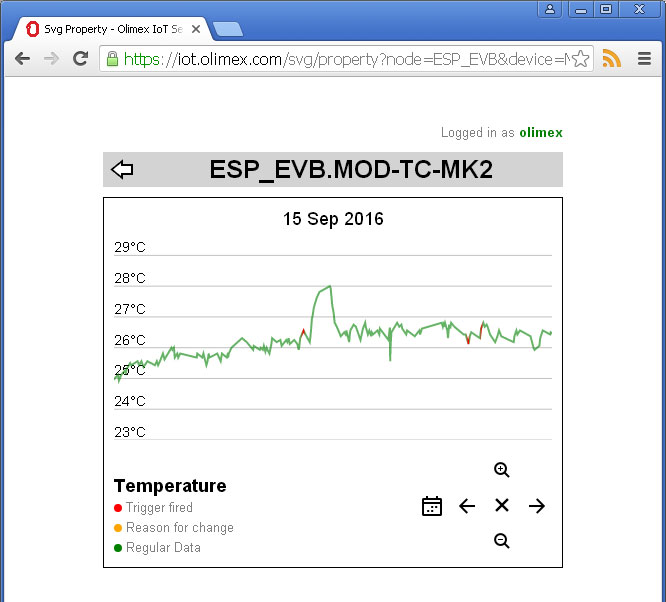 Svg Property - Olimex IoT Se
https://iot.olimex.com/svg/property?node=ESP_EVB&device=M
Logged in as olimex
ESP_EVB.MOD-TC-MK2
15 Sep 2016
29°C
28°C
27°C
26°C
25°C
24°C
23°C
Temperature
Trigger fired
Reason for change
Regular Data